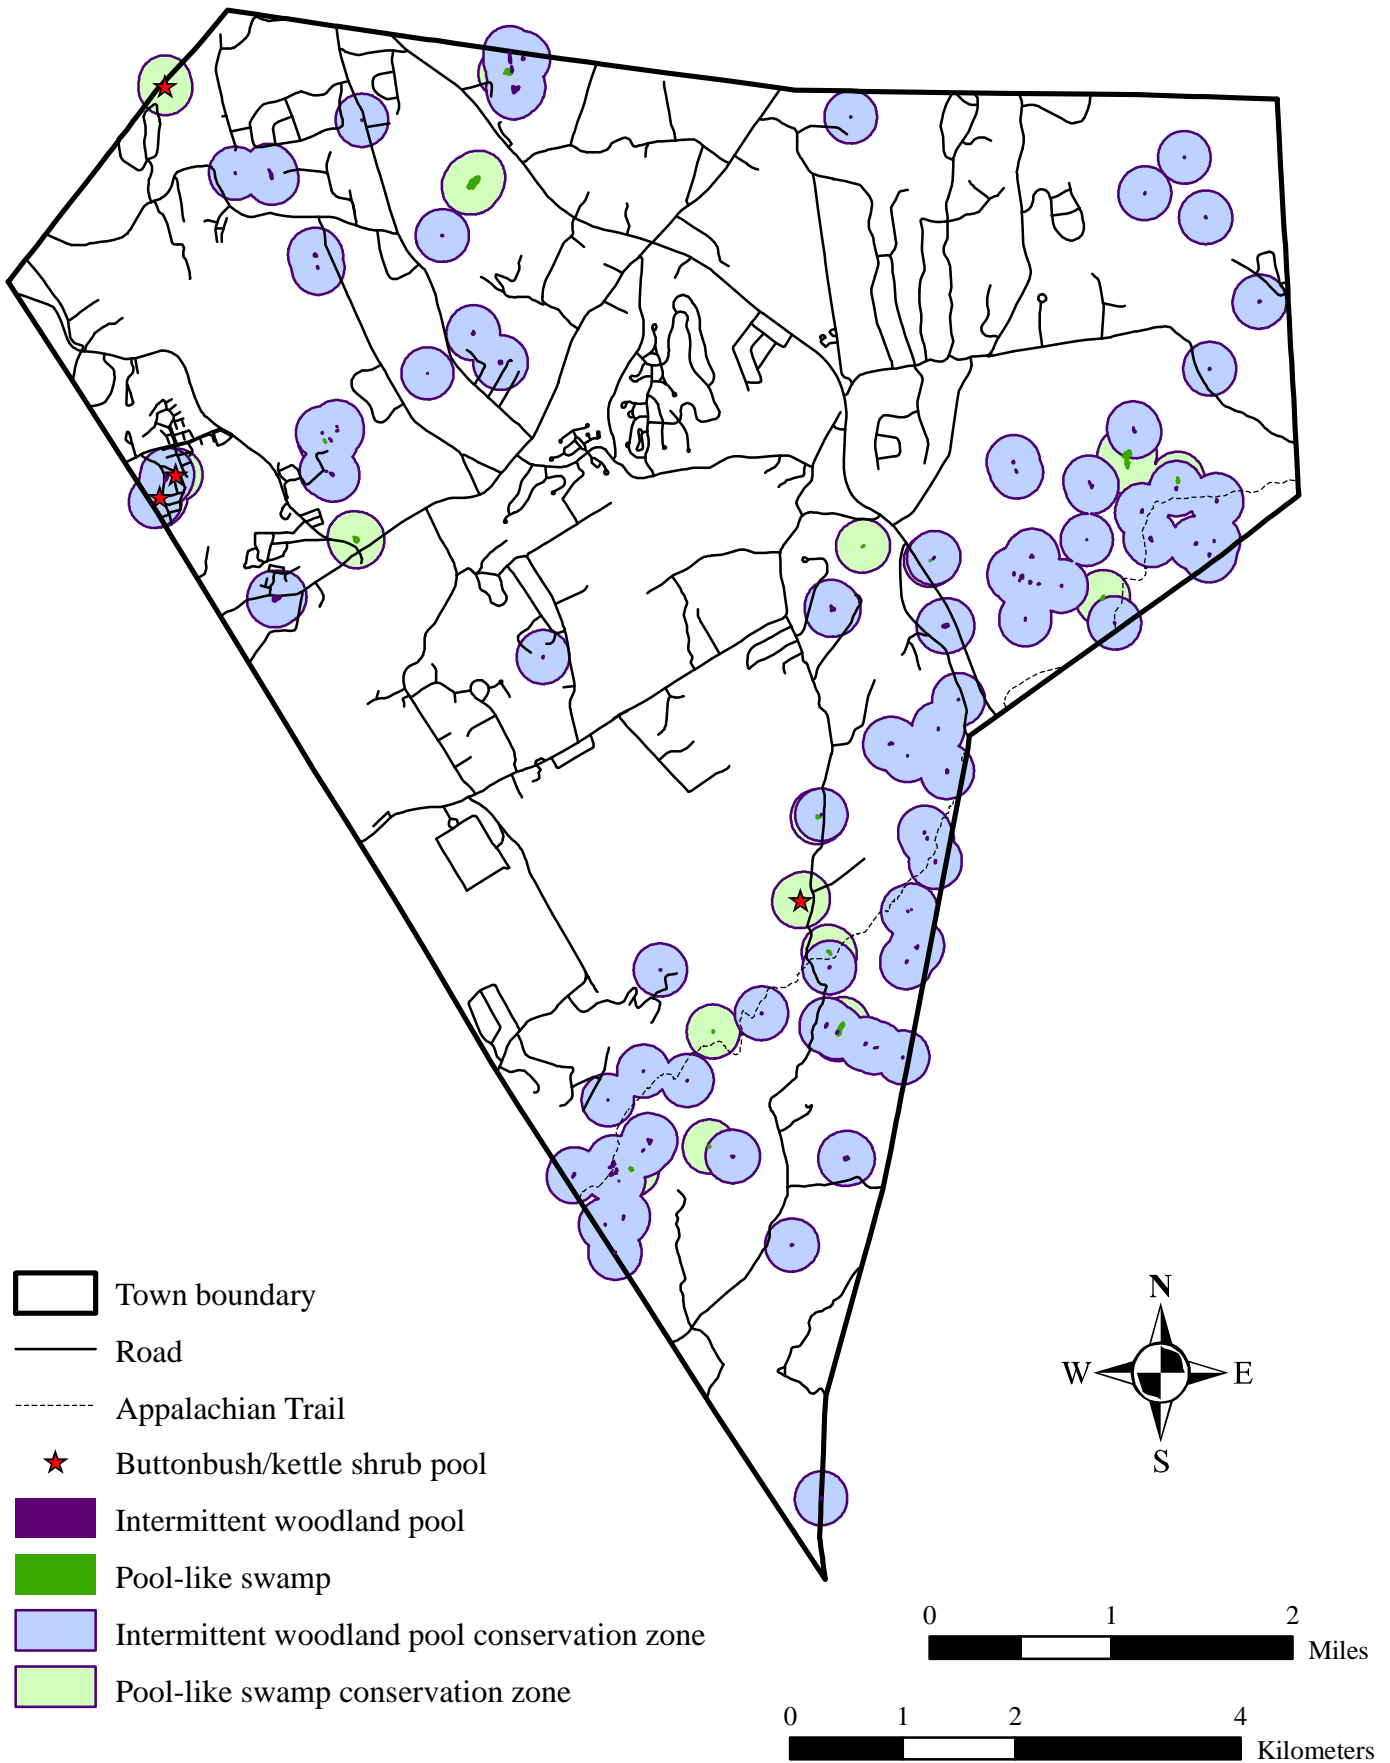 Town boundary
Road
Appalachian Trail
Buttonbush/kettle shrub pool
Intermittent woodland pool
Pool-like swamp
Intermittent woodland pool conservation zone
Pool-like swamp conservation zone
N
W E
S
0 1 2
Miles
0 1 2 4
Kilometers